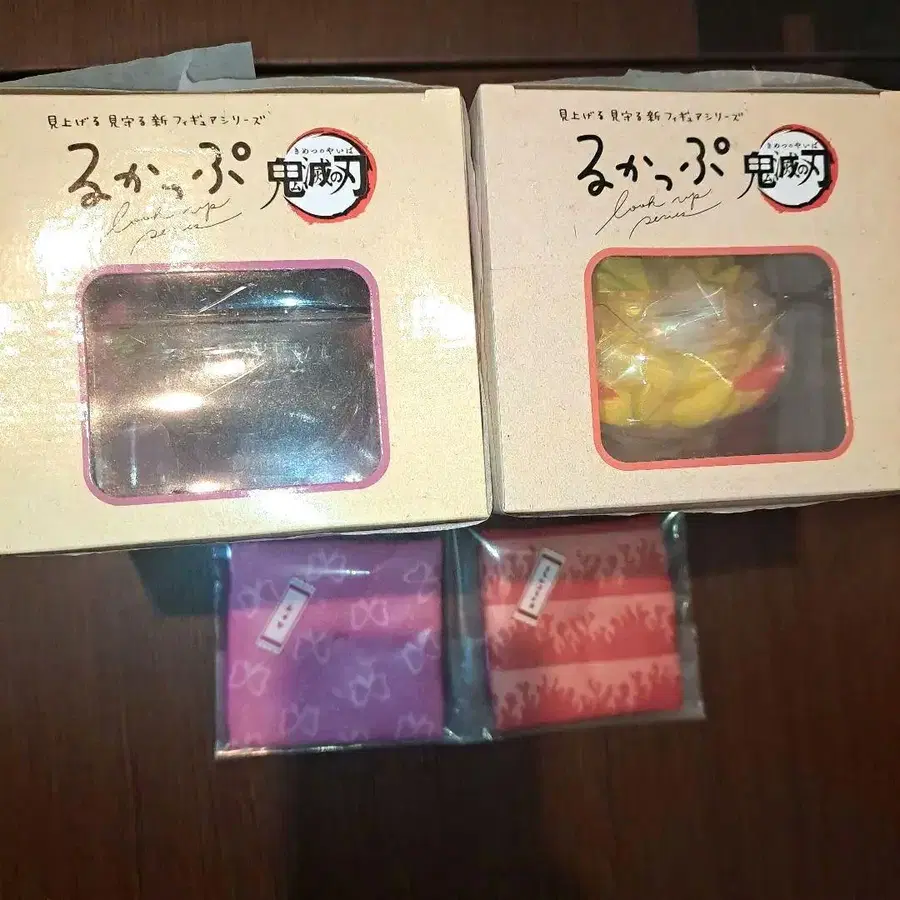 見上げる 見守る 新 フィギュアシリーズ
るかっぷ
look up
series
きめつのやいば
鬼滅の刃
見上げる 見守る 新 フィギュアシリーズ
るかっぷ
look up
series
きめつのやいば
鬼滅の刃